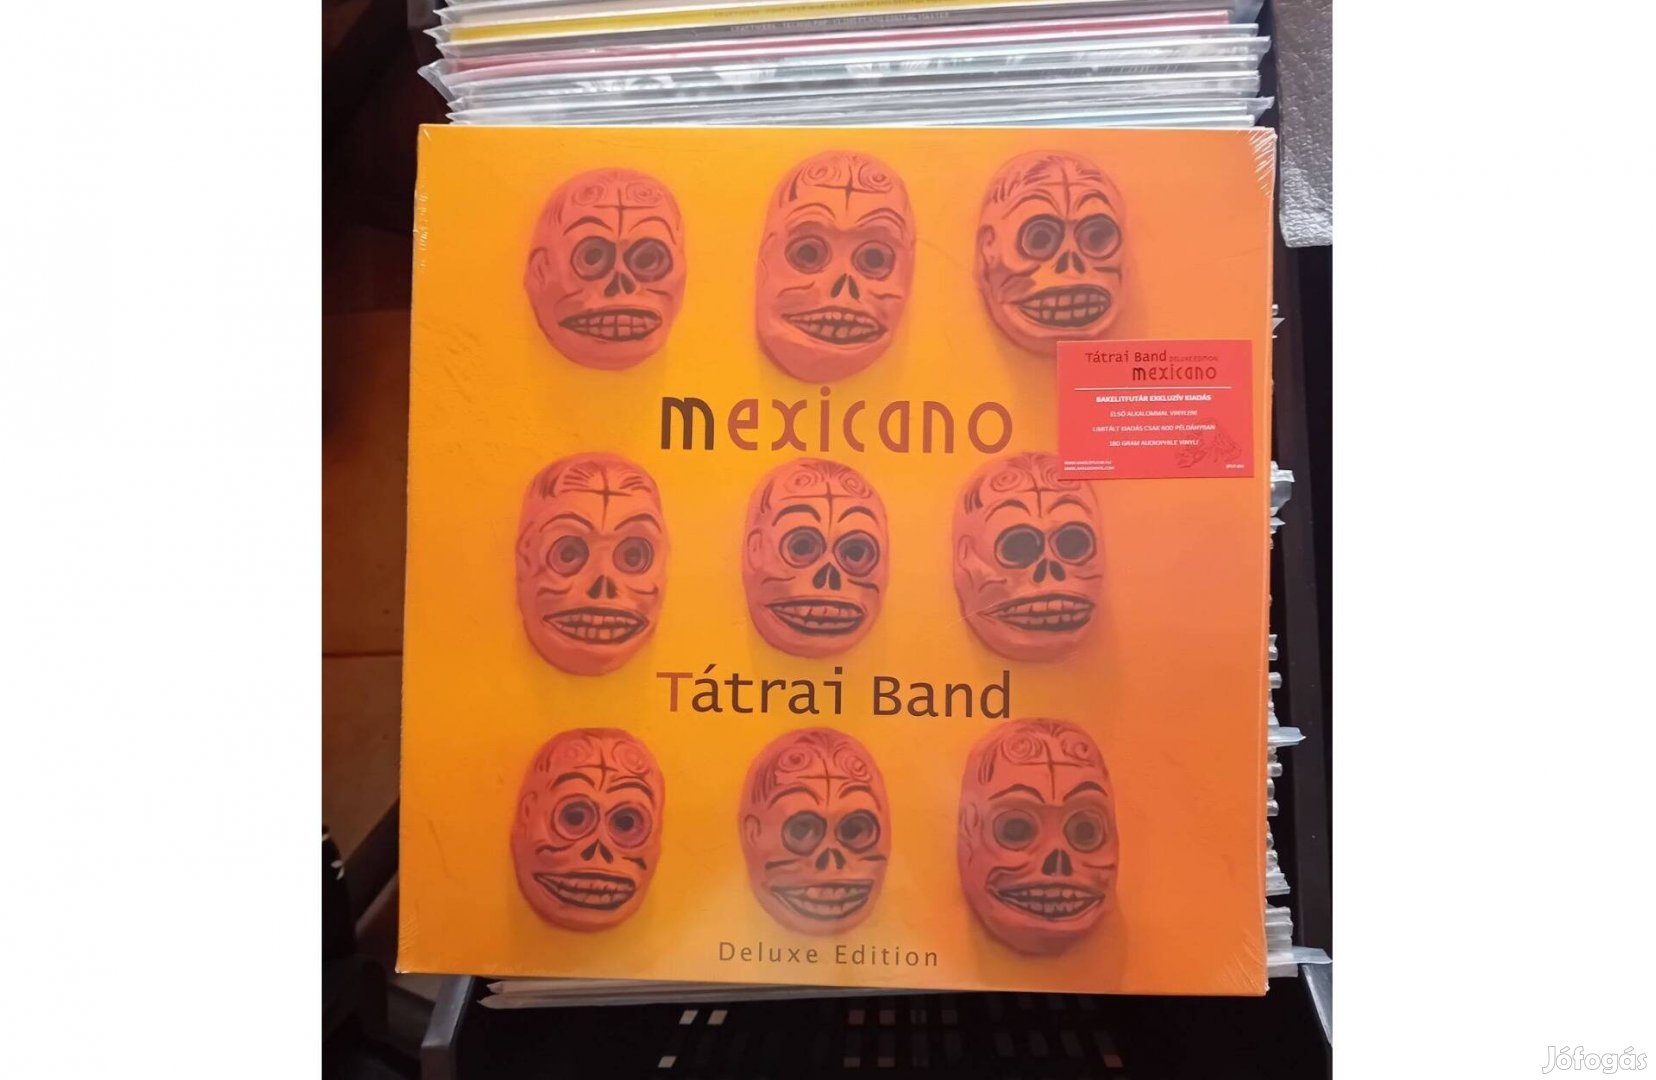 mexicano
Tátrai Band
Deluxe Edition
Tátrai Band DELUXE EDITION
mexicano
BAKELITFUTÁR EXKLUZÍV KIADÁS
ELSŐ ALKALOMMAL VINYLEN!
LIMITÁLT KIADÁS CSAK 600 PÉLDÁNYBAN
180 GRAM AUDIOPHILE VINYL!
Jófogás